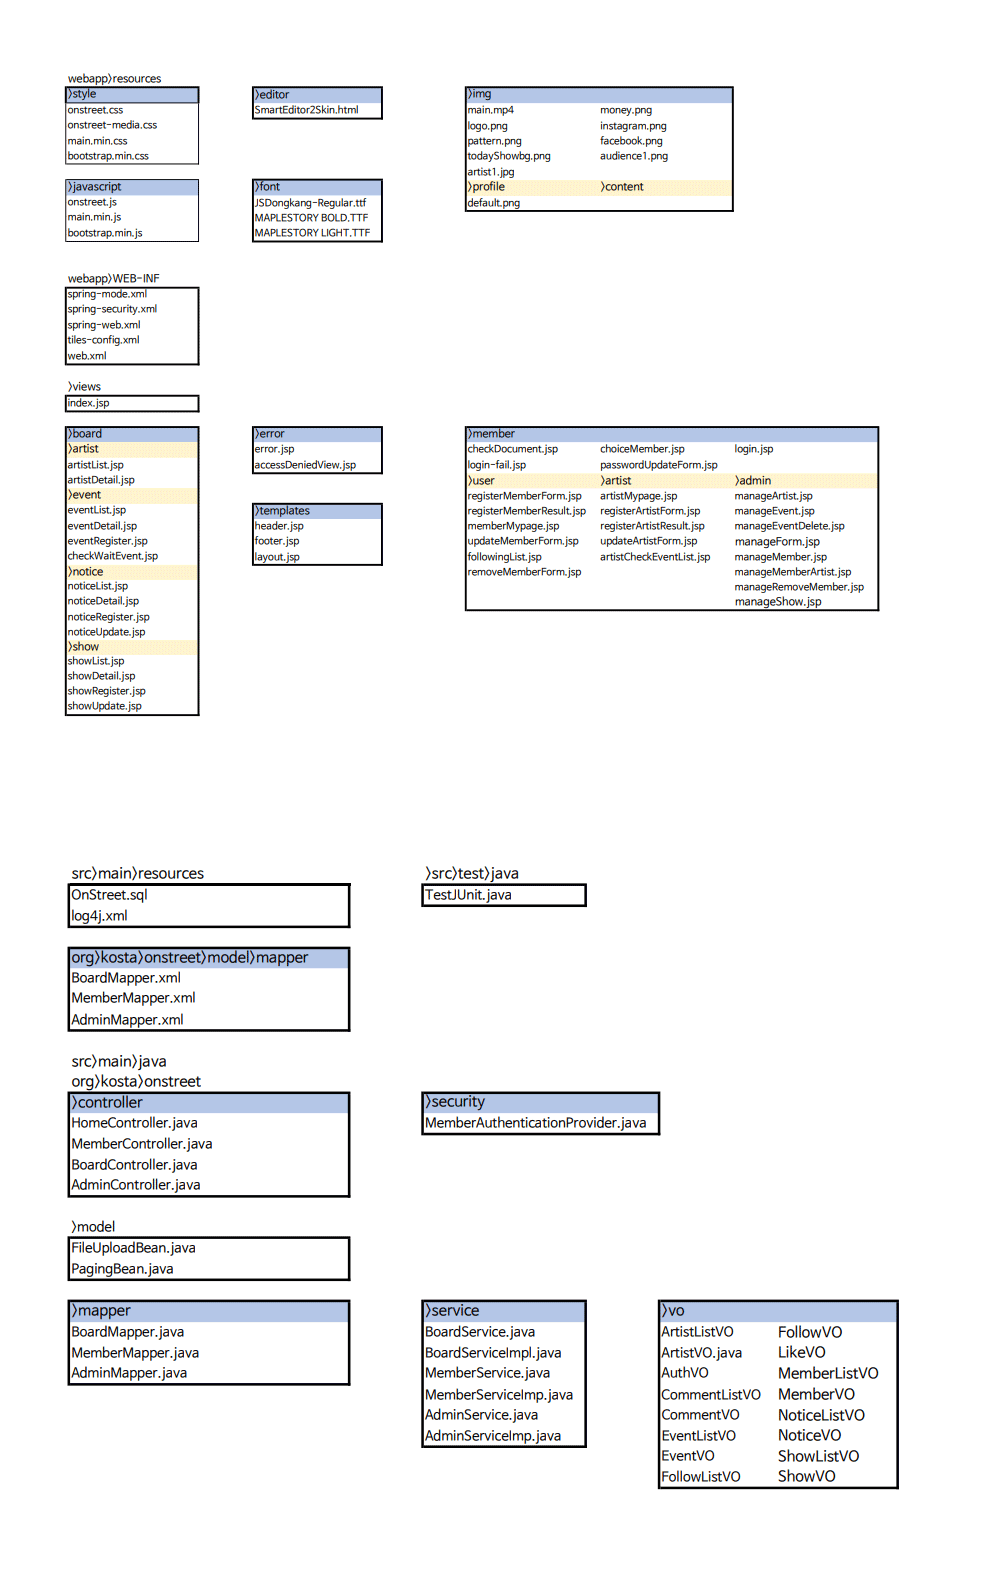 webapp〉resources
〉style
onstreet.css
onstreet-media.css
main.min.css
bootstrap.min.css
〉editor
SmartEditor2Skin.html
〉img
main.mp4 money.png
logo.png instagram.png
pattern.png facebook.png
todayShowbg.png audience1.png
artist1.jpg
〉profile 〉content
default.png
〉javascript
onstreet.js
main.min.js
bootstrap.min.js
〉font
JSDongkang-Regular.ttf
MAPLESTORY BOLD.TTF
MAPLESTORY LIGHT.TTF
webapp〉WEB-INF
spring-mode.xml
spring-security.xml
spring-web.xml
tiles-config.xml
web.xml
〉views
index.jsp
〉board
〉artist
artistList.jsp
artistDetail.jsp
〉event
eventList.jsp
eventDetail.jsp
eventRegister.jsp
checkWaitEvent.jsp
〉notice
noticeList.jsp
noticeDetail.jsp
noticeRegister.jsp
noticeUpdate.jsp
〉show
showList.jsp
showDetail.jsp
showRegister.jsp
showUpdate.jsp
〉error
error.jsp
accessDeniedView.jsp
〉templates
header.jsp
footer.jsp
layout.jsp
〉member
checkDocument.jsp choiceMember.jsp login.jsp
login-fail.jsp passwordUpdateForm.jsp
〉user 〉artist 〉admin
registerMemberForm.jsp artistMypage.jsp manageArtist.jsp
registerMemberResult.jsp registerArtistForm.jsp manageEvent.jsp
memberMypage.jsp registerArtistResult.jsp manageEventDelete.jsp
updateMemberForm.jsp updateArtistForm.jsp manageForm.jsp
followingList.jsp artistCheckEventList.jsp manageMember.jsp
removeMemberForm.jsp manageMemberArtist.jsp
manageRemoveMember.jsp
manageShow.jsp
src〉main〉resources
OnStreet.sql
log4j.xml
〉src〉test〉java
TestJUnit.java
org〉kosta〉onstreet〉model〉mapper
BoardMapper.xml
MemberMapper.xml
AdminMapper.xml
src〉main〉java
org〉kosta〉onstreet
〉controller
HomeController.java
MemberController.java
BoardController.java
AdminController.java
〉security
MemberAuthenticationProvider.java
〉model
FileUploadBean.java
PagingBean.java
〉mapper
BoardMapper.java
MemberMapper.java
AdminMapper.java
〉service
BoardService.java
BoardServiceImpl.java
MemberService.java
MemberServiceImp.java
AdminService.java
AdminServiceImp.java
〉vo
ArtistListVO FollowVO
ArtistVO.java LikeVO
AuthVO MemberListVO
CommentListVO MemberVO
CommentVO NoticeListVO
EventListVO NoticeVO
EventVO ShowListVO
FollowListVO ShowVO